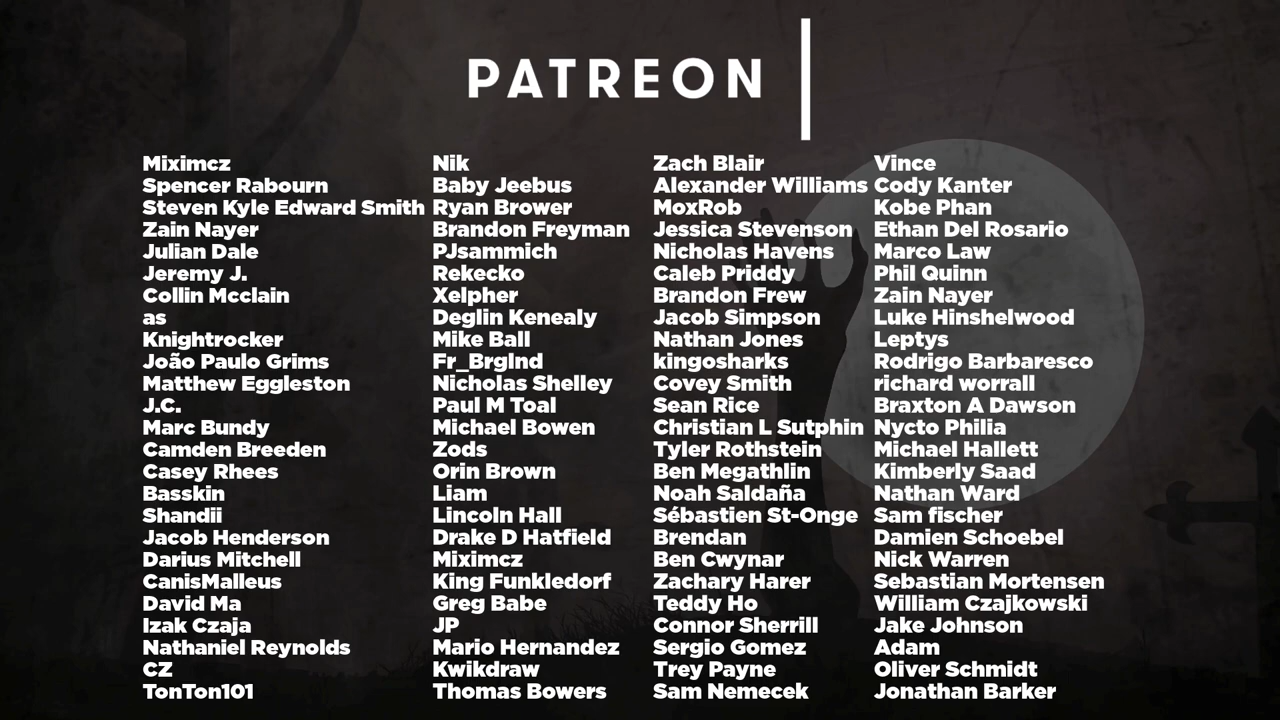 PATREON
Miximcz
Spencer Rabourn
Steven Kyle Edward Smith
Zain Nayer
Julian Dale
Jeremy J.
Collin Mcclain
as
Knightrocker
João Paulo Grims
Matthew Eggleston
J.C.
Marc Bundy
Camden Breeden
Casey Rhees
Basskin
Shandii
Jacob Henderson
Darius Mitchell
CanisMalleus
David Ma
Izak Czaja
Nathaniel Reynolds
CZ
TonTon101
Nik
Baby Jeebus
Ryan Brower
Brandon Freyman
PJsammich
Rekecko
Xelpher
Deglin Kenealy
Mike Ball
Fr_Brglnd
Nicholas Shelley
Paul M Toal
Michael Bowen
Zods
Orin Brown
Liam
Lincoln Hall
Drake D Hatfield
Miximcz
King Funkledorf
Greg Babe
JP
Mario Hernandez
Kwikdraw
Thomas Bowers
Zach Blair
Alexander Williams
MoxRob
Jessica Stevenson
Nicholas Havens
Caleb Priddy
Brandon Frew
Jacob Simpson
Nathan Jones
kingosharks
Covey Smith
Sean Rice
Christian L Sutphin
Tyler Rothstein
Ben Megathlin
Noah Saldaña
Sébastien St-Onge
Brendan
Ben Cwynar
Zachary Harer
Teddy Ho
Connor Sherrill
Sergio Gomez
Trey Payne
Sam Nemecek
Vince
Cody Kanter
Kobe Phan
Ethan Del Rosario
Marco Law
Phil Quinn
Zain Nayer
Luke Hinshelwood
Leptys
Rodrigo Barbaresco
richard worrall
Braxton A Dawson
Nycto Philia
Michael Hallett
Kimberly Saad
Nathan Ward
Sam fischer
Damien Schoebel
Nick Warren
Sebastian Mortensen
William Czajkowski
Jake Johnson
Adam
Oliver Schmidt
Jonathan Barker